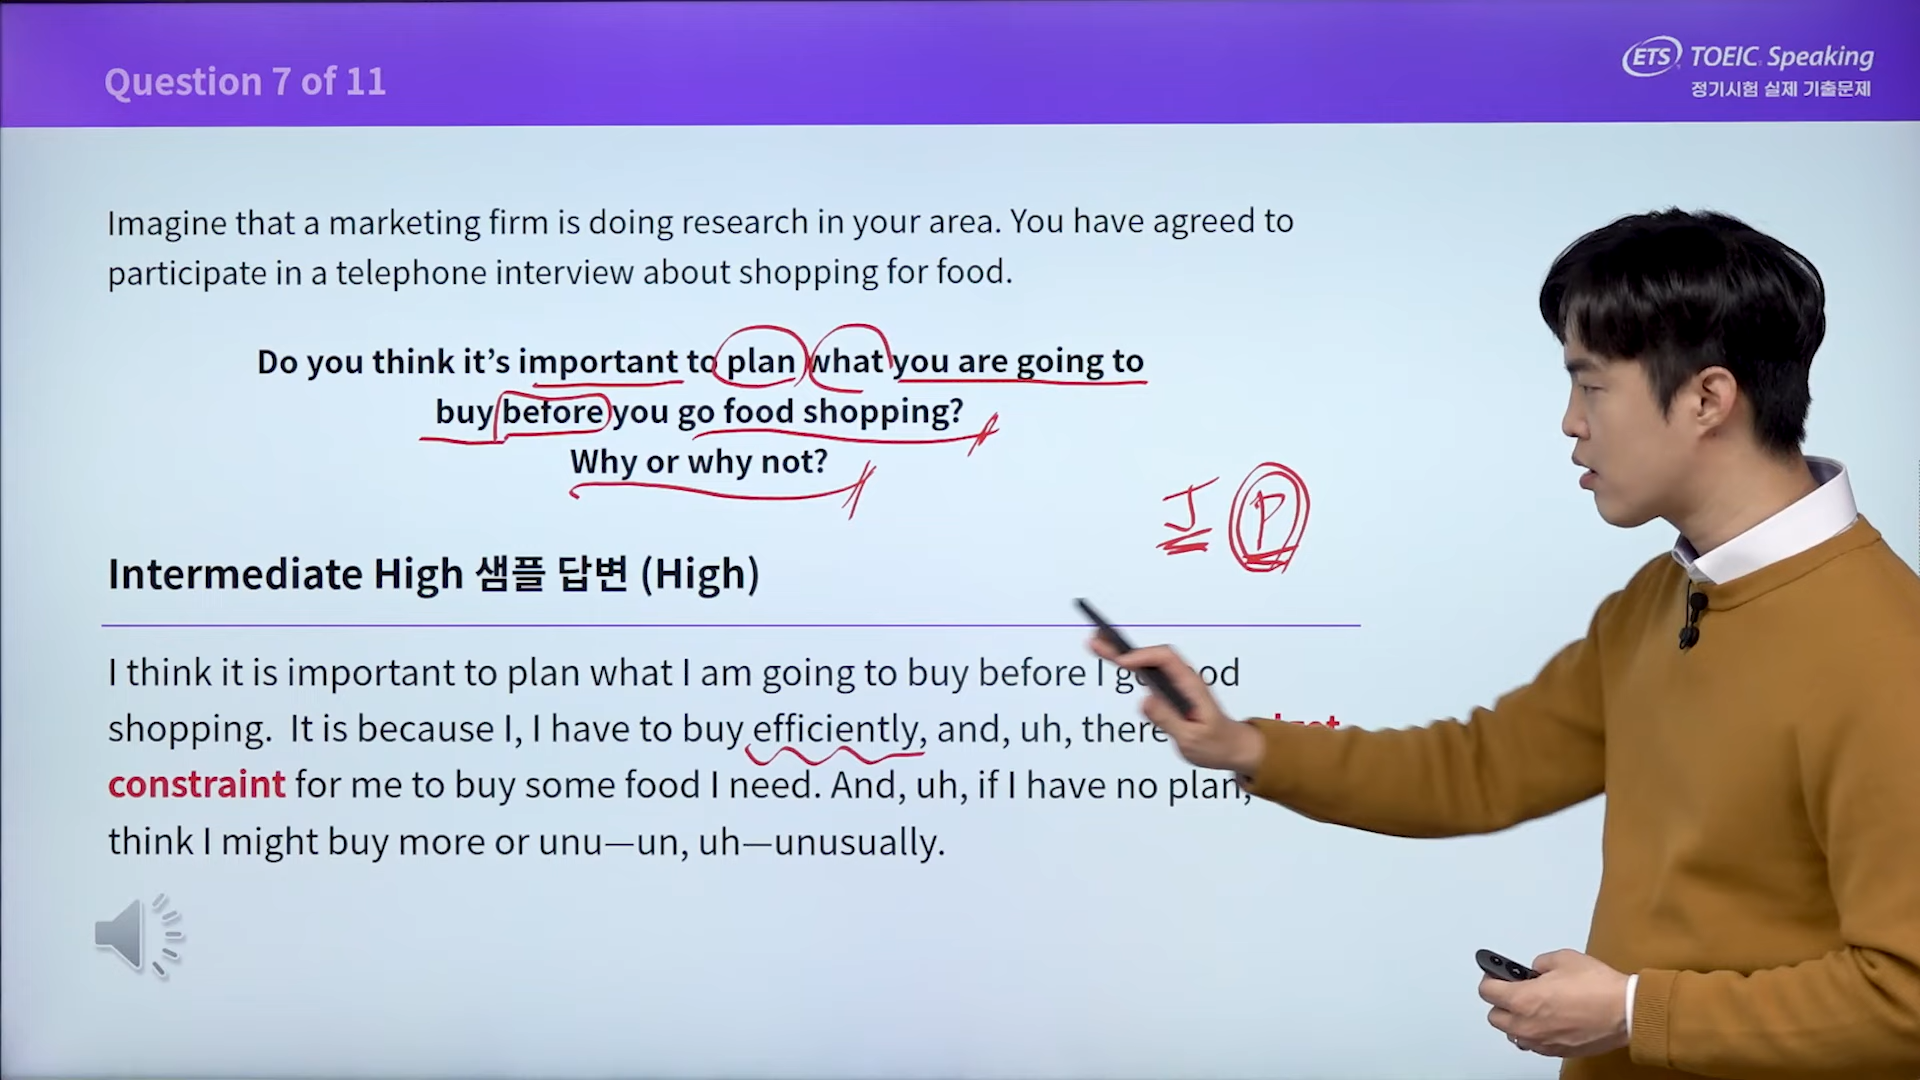 Question 7 of 11
ETS TOEIC Speaking
정기시험 실제 기출문제
Imagine that a marketing firm is doing research in your area. You have agreed to
participate in a telephone interview about shopping for food.
Do you think it's important to plan what you are going to
buy before you go food shopping?
Why or why not?
J P
Intermediate High 샘플 답변 (High)
I think it is important to plan what I am going to buy before I
shopping. It is because I, I have to buy efficiently, and, uh, there
constraint for me to buy some food I need. And, uh, if I have no plan,
think I might buy more or unu—un, uh—unusually.